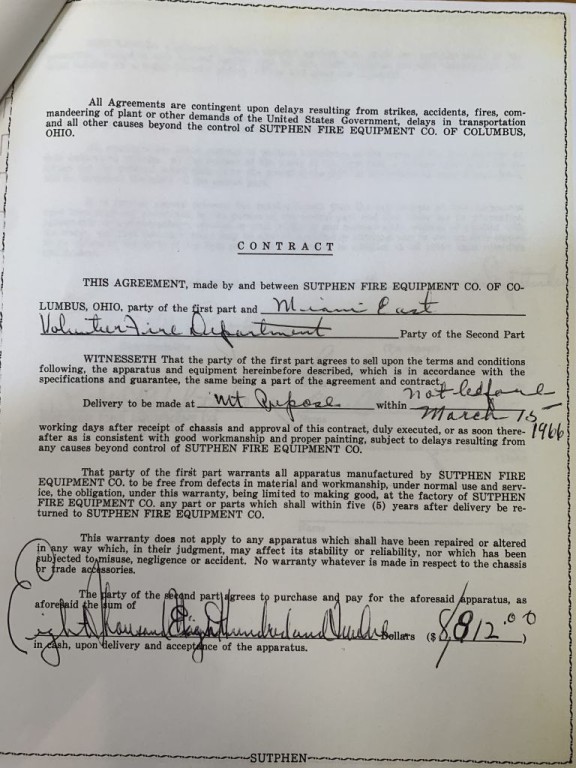 All Agreements are contingent upon delays resulting from strikes, accidents, fires, com-
mandeering of plant or other demands of the United States Government, delays in transportation
and all other causes beyond the control of SUTPHEN FIRE EQUIPMENT CO. OF COLUMBUS,
OHIO.
CONTRACT
THIS AGREEMENT, made by and between SUTPHEN FIRE EQUIPMENT CO. OF CO-
LUMBUS, OHIO, party of the first part and Miami East
Volunteer Fire Department Party of the Second Part
WITNESSETH That the party of the first part agrees to sell upon the terms and conditions
following, the apparatus and equipment hereinbefore described, which is in accordance with the
specifications and guarantee, the same being a part of the agreement and contract.
not before
Delivery to be made at Mt Repose within March 15
1966
working days after receipt of chassis and approval of this contract, duly executed, or as soon there-
after as is consistent with good workmanship and proper painting, subject to delays resulting from
any causes beyond control of SUTPHEN FIRE EQUIPMENT CO.
That party of the first part warrants all apparatus manufactured by SUTPHEN FIRE
EQUIPMENT CO. to be free from defects in material and workmanship, under normal use and serv-
ice, the obligation, under this warranty, being limited to making good, at the factory of SUTPHEN
FIRE EQUIPMENT CO. any part or parts which shall within five (5) years after delivery be re-
turned to SUTPHEN FIRE EQUIPMENT CO.
This warranty does not apply to any apparatus which shall have been repaired or altered
in any way which, in their judgment, may affect its stability or reliability, nor which has been
subjected to misuse, negligence or accident. No warranty whatever is made in respect to the chassis
or trade accessories.
The party of the second part agrees to purchase and pay for the aforesaid apparatus, as
aforesaid the sum of
Eight Thousand Eight Hundred and Twelve Dollars ($8,812.00)
in cash, upon delivery and acceptance of the apparatus.
SUTPHEN